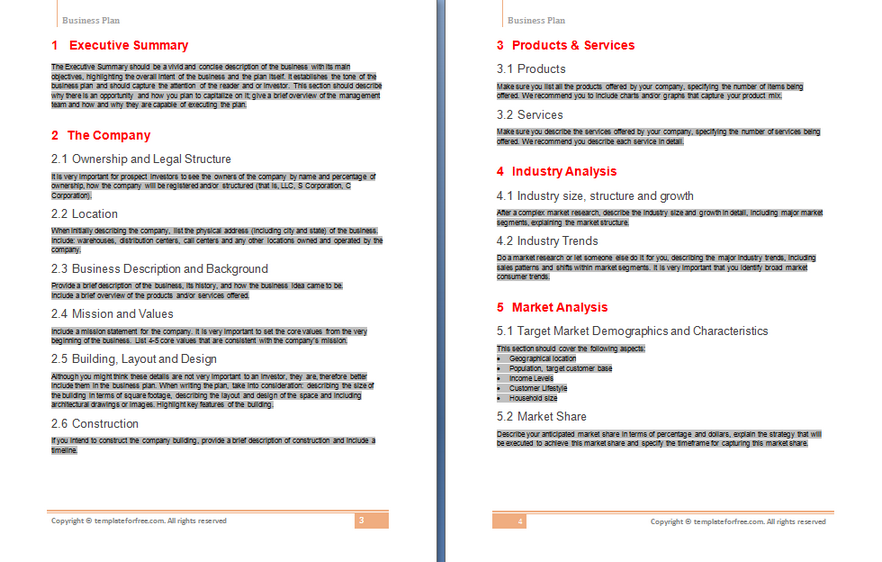 Business Plan
1 Executive Summary
The Executive Summary should be a vivid and concise description of the business with its main
objectives, highlighting the overall intent of the business and the plan itself. It establishes the tone of the
business plan and should capture the attention of the reader and or investor. This section should describe
why there is an opportunity and how you plan to capitalize on it; give a brief overview of the management
team and how and why they are capable of executing the plan.
2 The Company
2.1 Ownership and Legal Structure
It is very important for prospect investors to see the owners of the company by name and percentage of
ownership, how the company will be registered and/or structured (that is, LLC, S Corporation, C
Corporation).
2.2 Location
When initially describing the company, list the physical address (including city and state) of the business.
Include: warehouses, distribution centers, call centers and any other locations owned and operated by the
company.
2.3 Business Description and Background
Provide a brief description of the business, its history, and how the business idea came to be.
Include a brief overview of the products and/or services offered.
2.4 Mission and Values
Include a mission statement for the company. It is very important to set the core values from the very
beginning of the business. List 4-5 core values that are consistent with the company's mission.
2.5 Building, Layout and Design
Although you might think these details are not very important to an investor, they are, therefore better
include them in the business plan. When writing the plan, take into consideration: describing the size of
the building in terms of square footage, describing the layout and design of the space and including
architectural drawings or images. Highlight key features of the building.
2.6 Construction
If you intend to construct the company building, provide a brief description of construction and include a
timeline.
Copyright © templateforfree.com. All rights reserved
3
Business Plan
3 Products & Services
3.1 Products
Make sure you list all the products offered by your company, specifying the number of items being
offered. We recommend you to include charts and/or graphs that capture your product mix.
3.2 Services
Make sure you describe the services offered by your company, specifying the number of services being
offered. We recommend you describe each service in detail.
4 Industry Analysis
4.1 Industry size, structure and growth
After a complex market research, describe the industry size and growth in detail, including major market
segments, explaining the market structure.
4.2 Industry Trends
Do a market research or let someone else do it for you, describing the major industry trends, including
sales patterns and shifts within market segments. It is very important that you identify broad market
consumer trends.
5 Market Analysis
5.1 Target Market Demographics and Characteristics
This section should cover the following aspects:
• Geographical location
• Population, target customer base
• Income Levels
• Customer Lifestyle
• Household size
5.2 Market Share
Describe your anticipated market share in terms of percentage and dollars, explain the strategy that will
be executed to achieve this market share and specify the timeframe for capturing this market share.
4
Copyright © templateforfree.com. All rights reserved